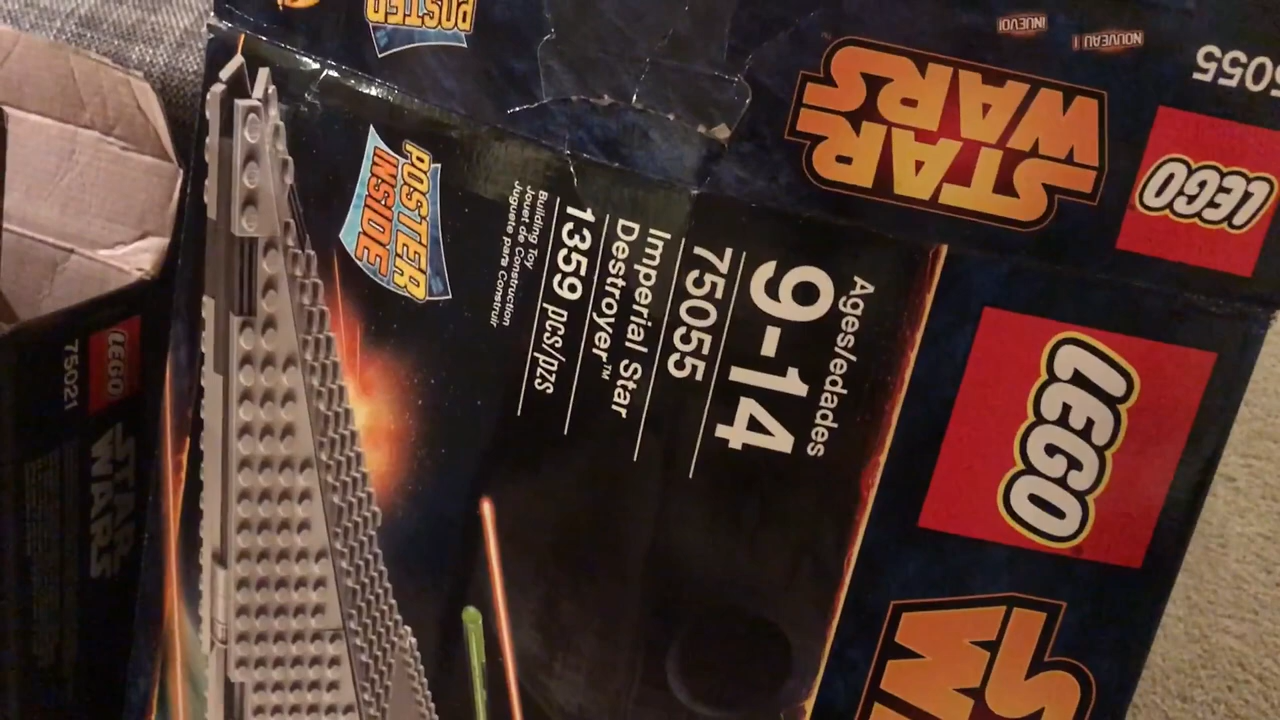 LEGO
Ages/edades
9-14
75055
Imperial Star
Destroyer™
1359 pcs/pzs
Building Toy
Jouet de Construction
Juguete para Construir
POSTER
INSIDE
LEGO
STAR
WARS
™
NOUVEAU!
¡NUEVO!
POSTER
LEGO
75021
STAR
WARS